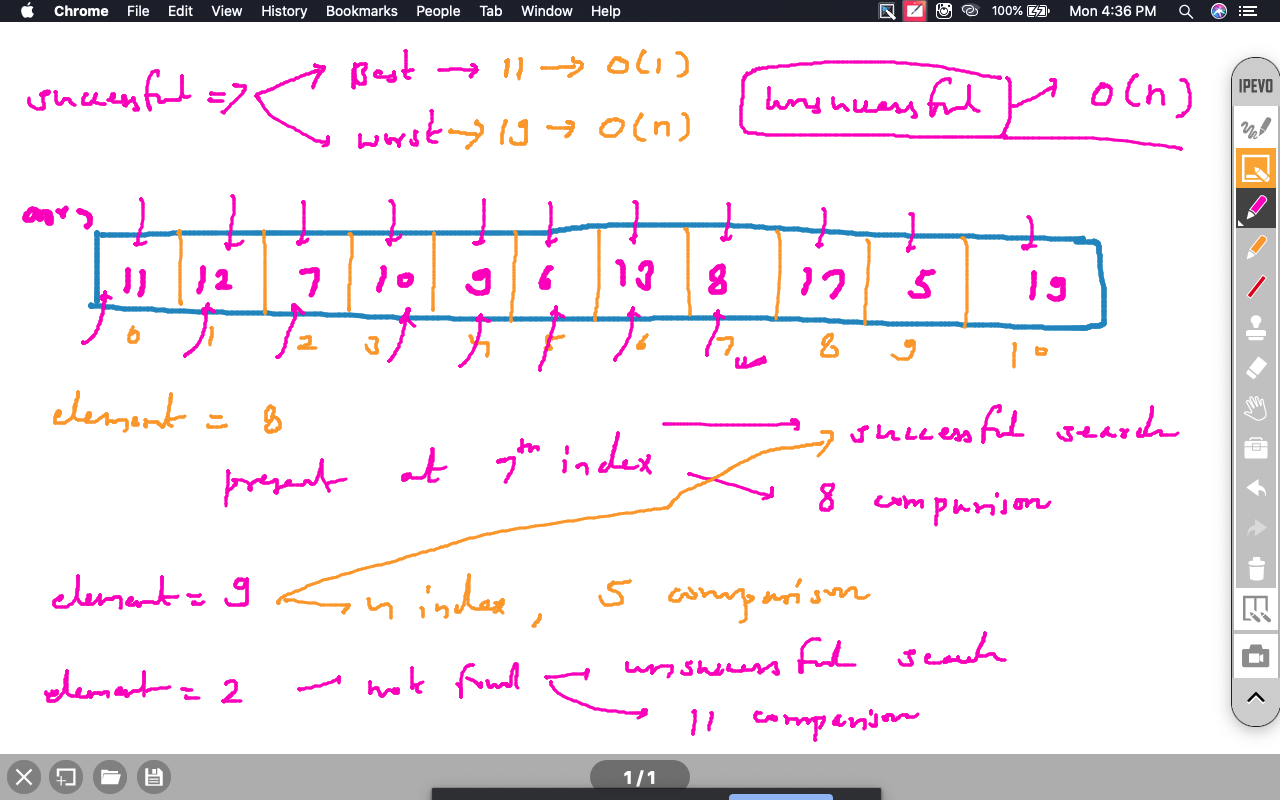 Chrome File Edit View History Bookmarks People Tab Window Help 100% Mon 4:36 PM
IPEVO
successful => Best → 11 → O(1)
worst → 19 → O(n)
unsuccessful → O(n)
arr
11 12 7 10 9 6 13 8 17 5 19
0 1 2 3 4 5 6 7 8 9 10
element = 8
present at 7th index → successful search
8 comparison
element = 9 → 4 index, 5 comparison
element = 2 — not found → unsuccessful search
11 comparison
1/1